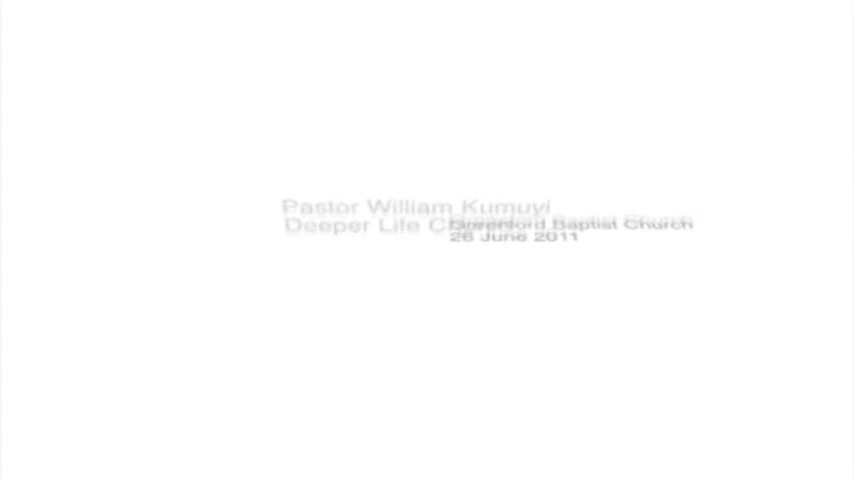 Pastor William Kumuyi
Deeper Life
Greenford Baptist Church
26 June 2011